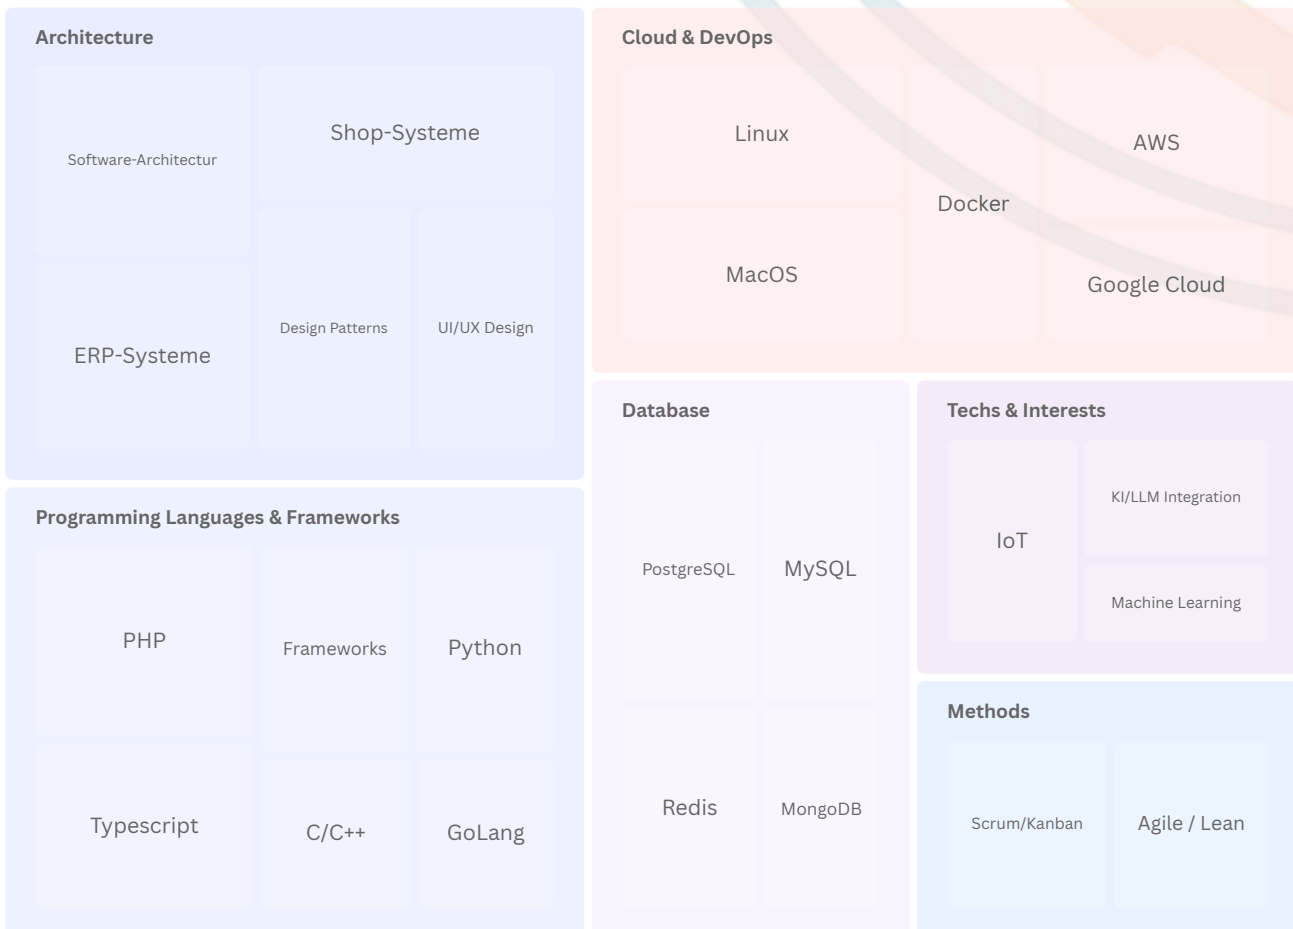 Architecture
Software-Architectur
Shop-Systeme
ERP-Systeme
Design Patterns
UI/UX Design
Cloud & DevOps
Linux
MacOS
Docker
AWS
Google Cloud
Programming Languages & Frameworks
PHP
Frameworks
Python
Typescript
C/C++
GoLang
Database
PostgreSQL
MySQL
Redis
MongoDB
Techs & Interests
IoT
KI/LLM Integration
Machine Learning
Methods
Scrum/Kanban
Agile / Lean